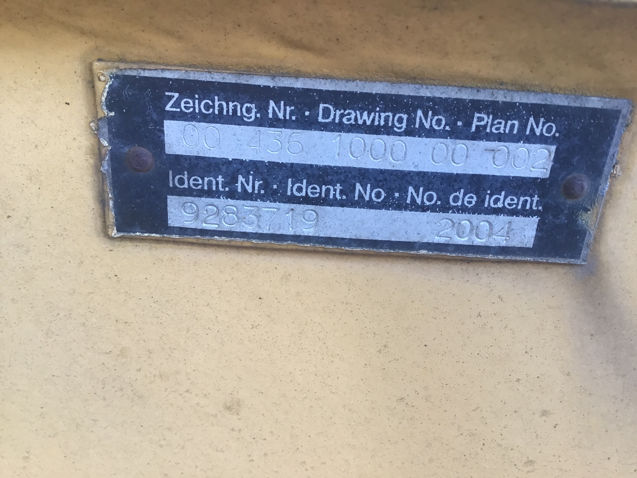 Zeichng. Nr. · Drawing No. · Plan No.
00 436 1000 00 002
Ident. Nr. · Ident. No · No. de ident.
9283719 2004